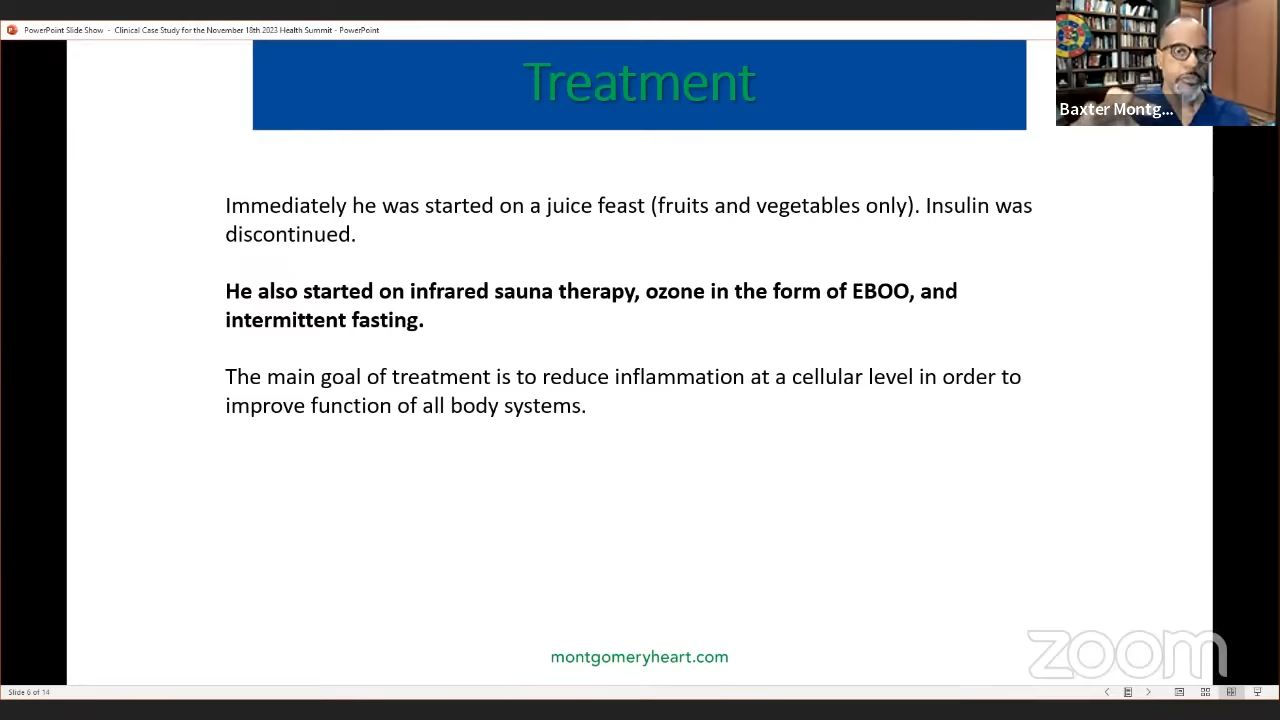 PowerPoint Slide Show - Clinical Case Study for the November 18th 2023 Health Summit - PowerPoint
Treatment
Baxter Montg...
Immediately he was started on a juice feast (fruits and vegetables only). Insulin was
discontinued.
He also started on infrared sauna therapy, ozone in the form of EBOO, and
intermittent fasting.
The main goal of treatment is to reduce inflammation at a cellular level in order to
improve function of all body systems.
montgomeryheart.com
zoom
Slide 6 of 14